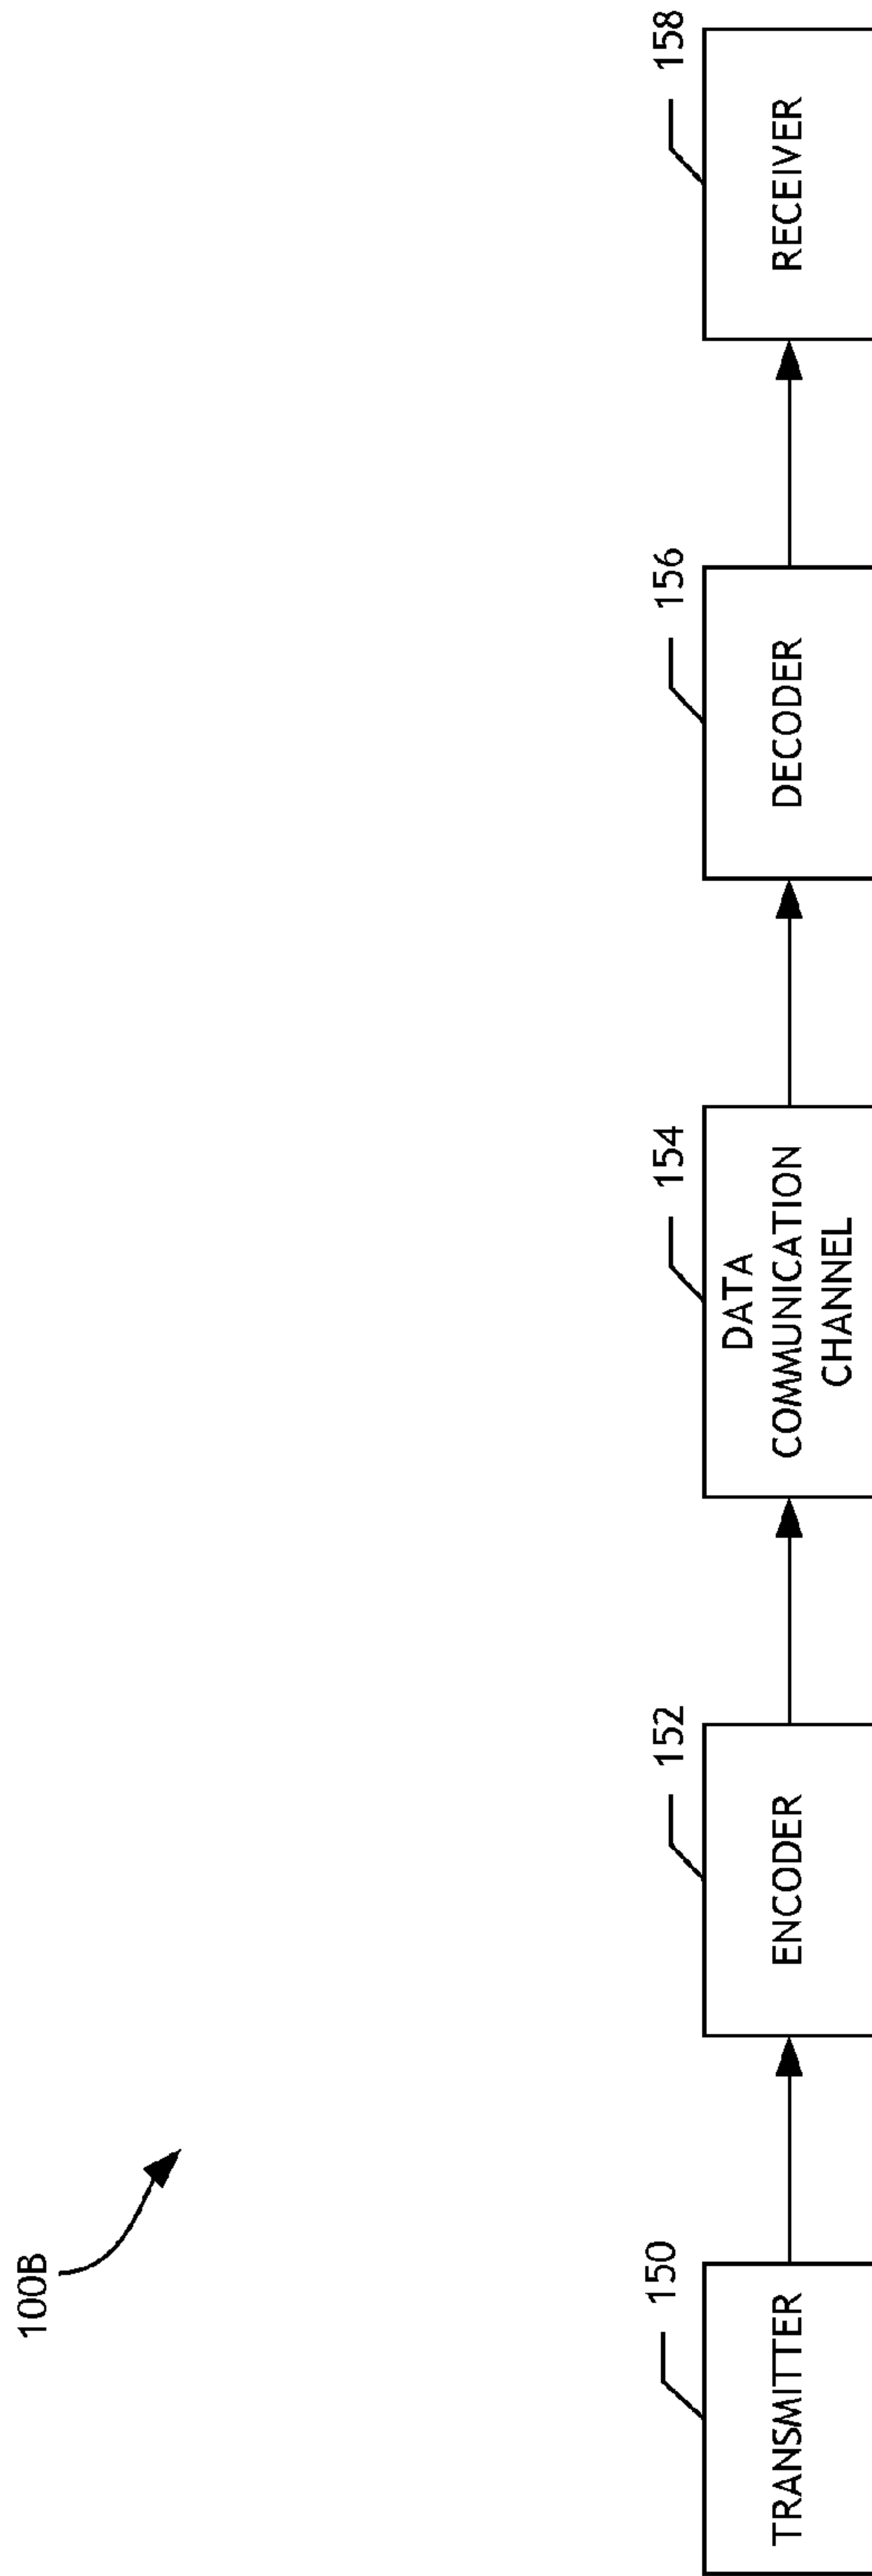 100B
150
TRANSMITTER
152
ENCODER
154
DATA
COMMUNICATION
CHANNEL
156
DECODER
158
RECEIVER